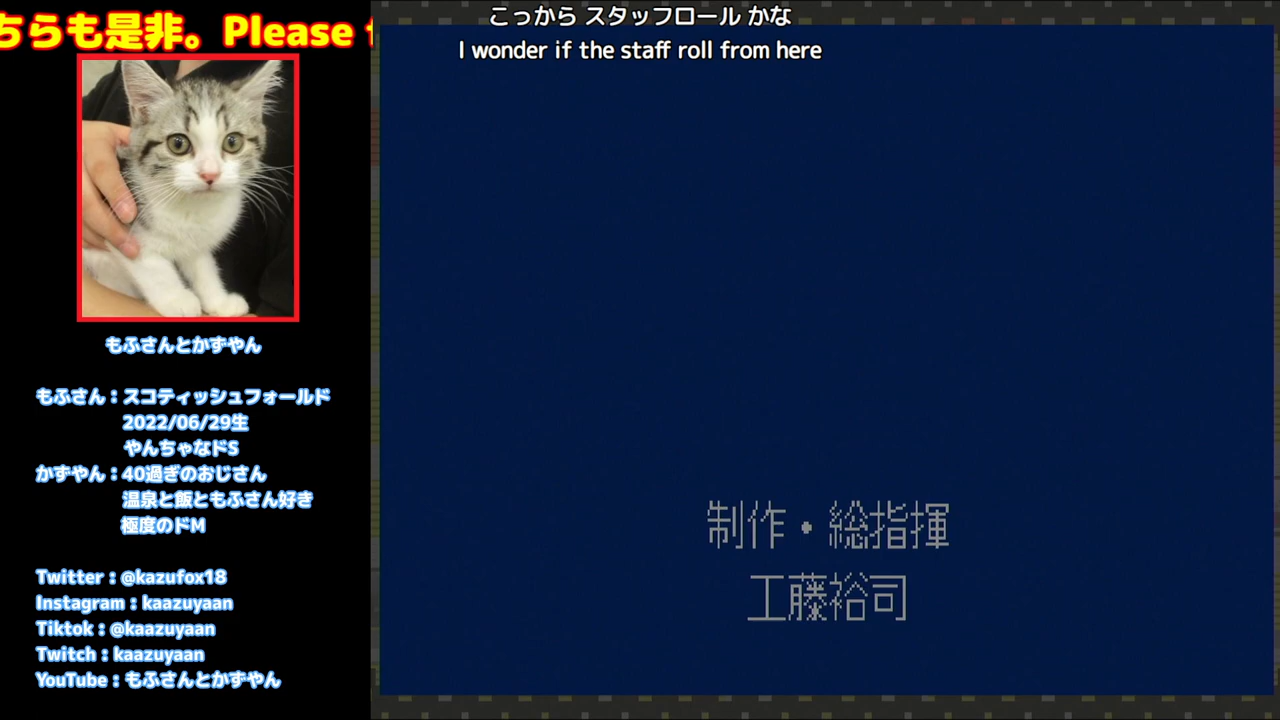 ちらも是非。Please
こっから スタッフロール かな
I wonder if the staff roll from here
もふさんとかずやん
もふさん：スコティッシュフォールド
2022/06/29生
やんちゃなドS
かずやん：40過ぎのおじさん
温泉と飯ともふさん好き
極度のドM
Twitter : @kazufox18
Instagram : kaazuyaan
Tiktok : @kaazuyaan
Twitch : kaazuyaan
YouTube : もふさんとかずやん
制作・総指揮
工藤裕司